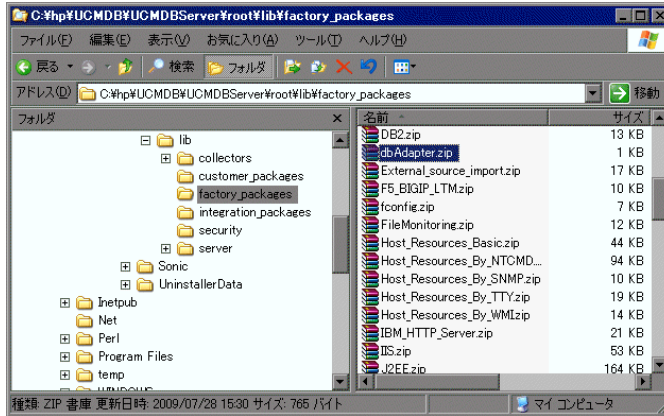 C:¥hp¥UCMDB¥UCMDBServer¥root¥lib¥factory_packages
ファイル(F) 編集(E) 表示(V) お気に入り(A) ツール(T) ヘルプ(H)
戻る 検索 フォルダ
アドレス(D) C:¥hp¥UCMDB¥UCMDBServer¥root¥lib¥factory_packages 移動
フォルダ
lib
collectors
customer_packages
factory_packages
integration_packages
security
server
Sonic
UninstallerData
Inetpub
Net
Perl
Program Files
temp
WINDOWS
名前 サイズ
DB2.zip 13 KB
dbAdapter.zip 1 KB
External_source_import.zip 17 KB
F5_BIGIP_LTM.zip 10 KB
fconfig.zip 7 KB
FileMonitoring.zip 12 KB
Host_Resources_Basic.zip 44 KB
Host_Resources_By_NTCMD... 94 KB
Host_Resources_By_SNMP.zip 10 KB
Host_Resources_By_TTY.zip 19 KB
Host_Resources_By_WMI.zip 14 KB
IBM_HTTP_Server.zip 21 KB
IIS.zip 53 KB
J2EE.zip 164 KB
種類: ZIP 書庫 更新日時: 2009/07/28 15:30 サイズ: 765 バイト マイ コンピュータ